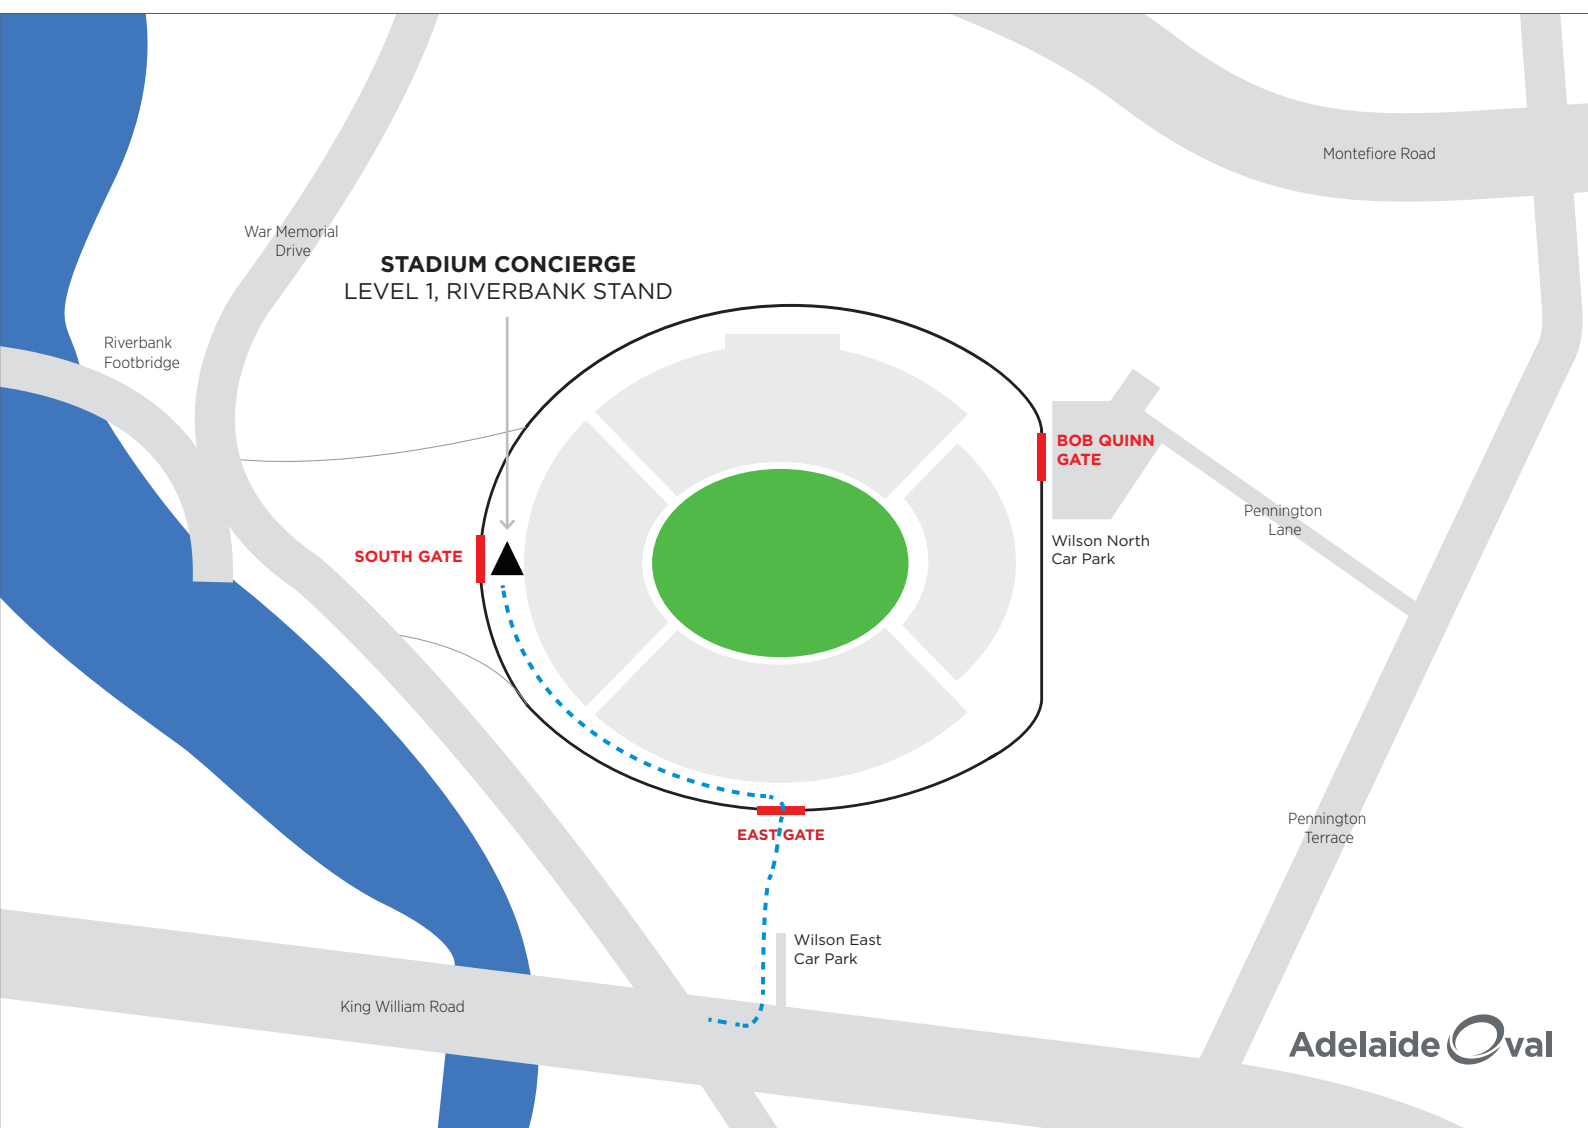 Montefiore Road
War Memorial
Drive
STADIUM CONCIERGE
LEVEL 1, RIVERBANK STAND
Riverbank
Footbridge
BOB QUINN
GATE
Pennington
Lane
Wilson North
Car Park
SOUTH GATE
Pennington
Terrace
EAST GATE
Wilson East
Car Park
King William Road
Adelaide Oval